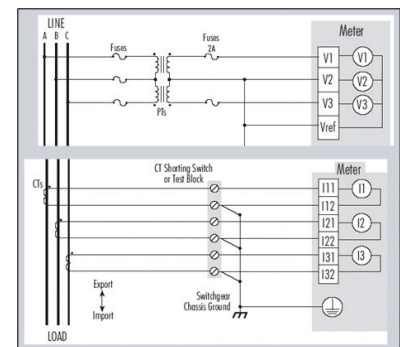 LINE
A B C
Fuses
Fuses
2A
PTs
Meter
V1
V1
V2
V2
V3
V3
Vref
CT Shorting Switch
or Test Block
Meter
CTs
I11
I1
I12
I21
I2
I22
I31
I3
I32
Export
Import
Switchgear
Chassis Ground
LOAD